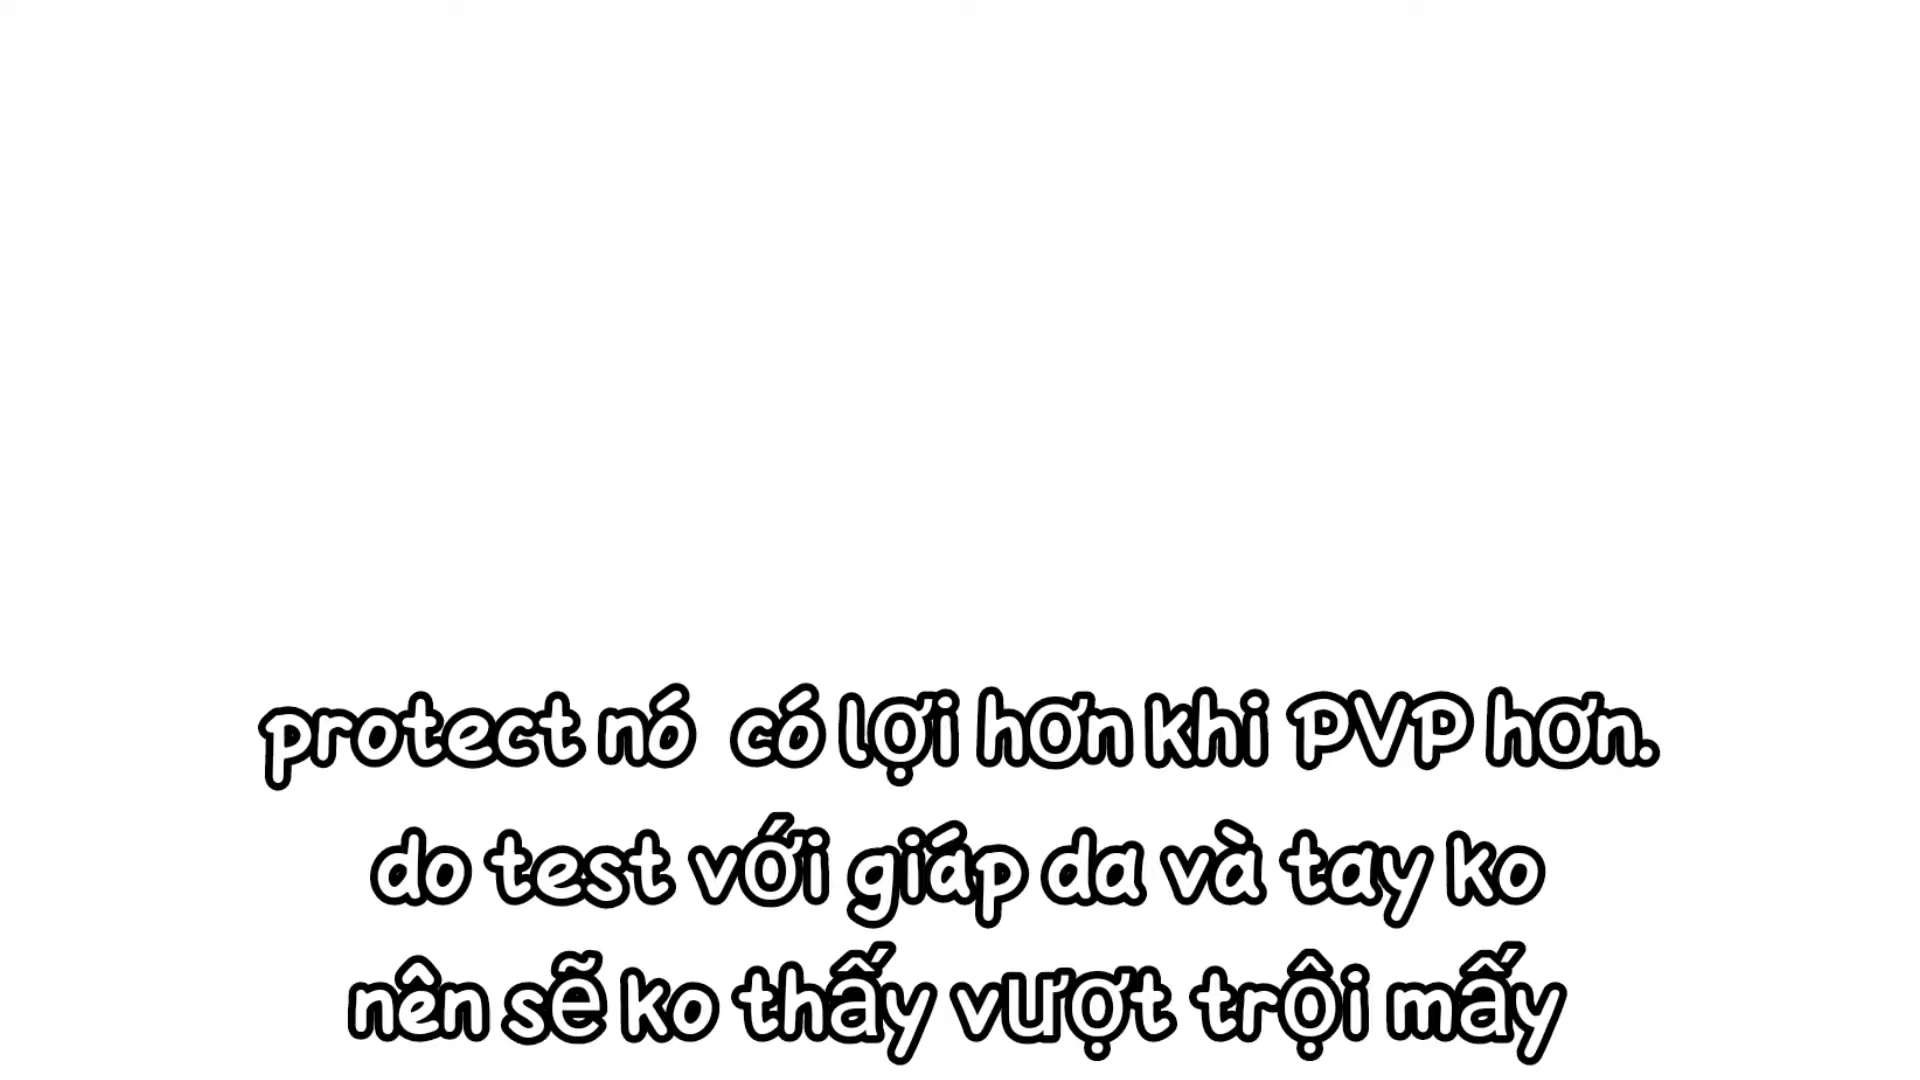 protect nó có lợi hơn khi PVP hơn.
do test với giáp da và tay ko
nên sẽ ko thấy vượt trội mấy